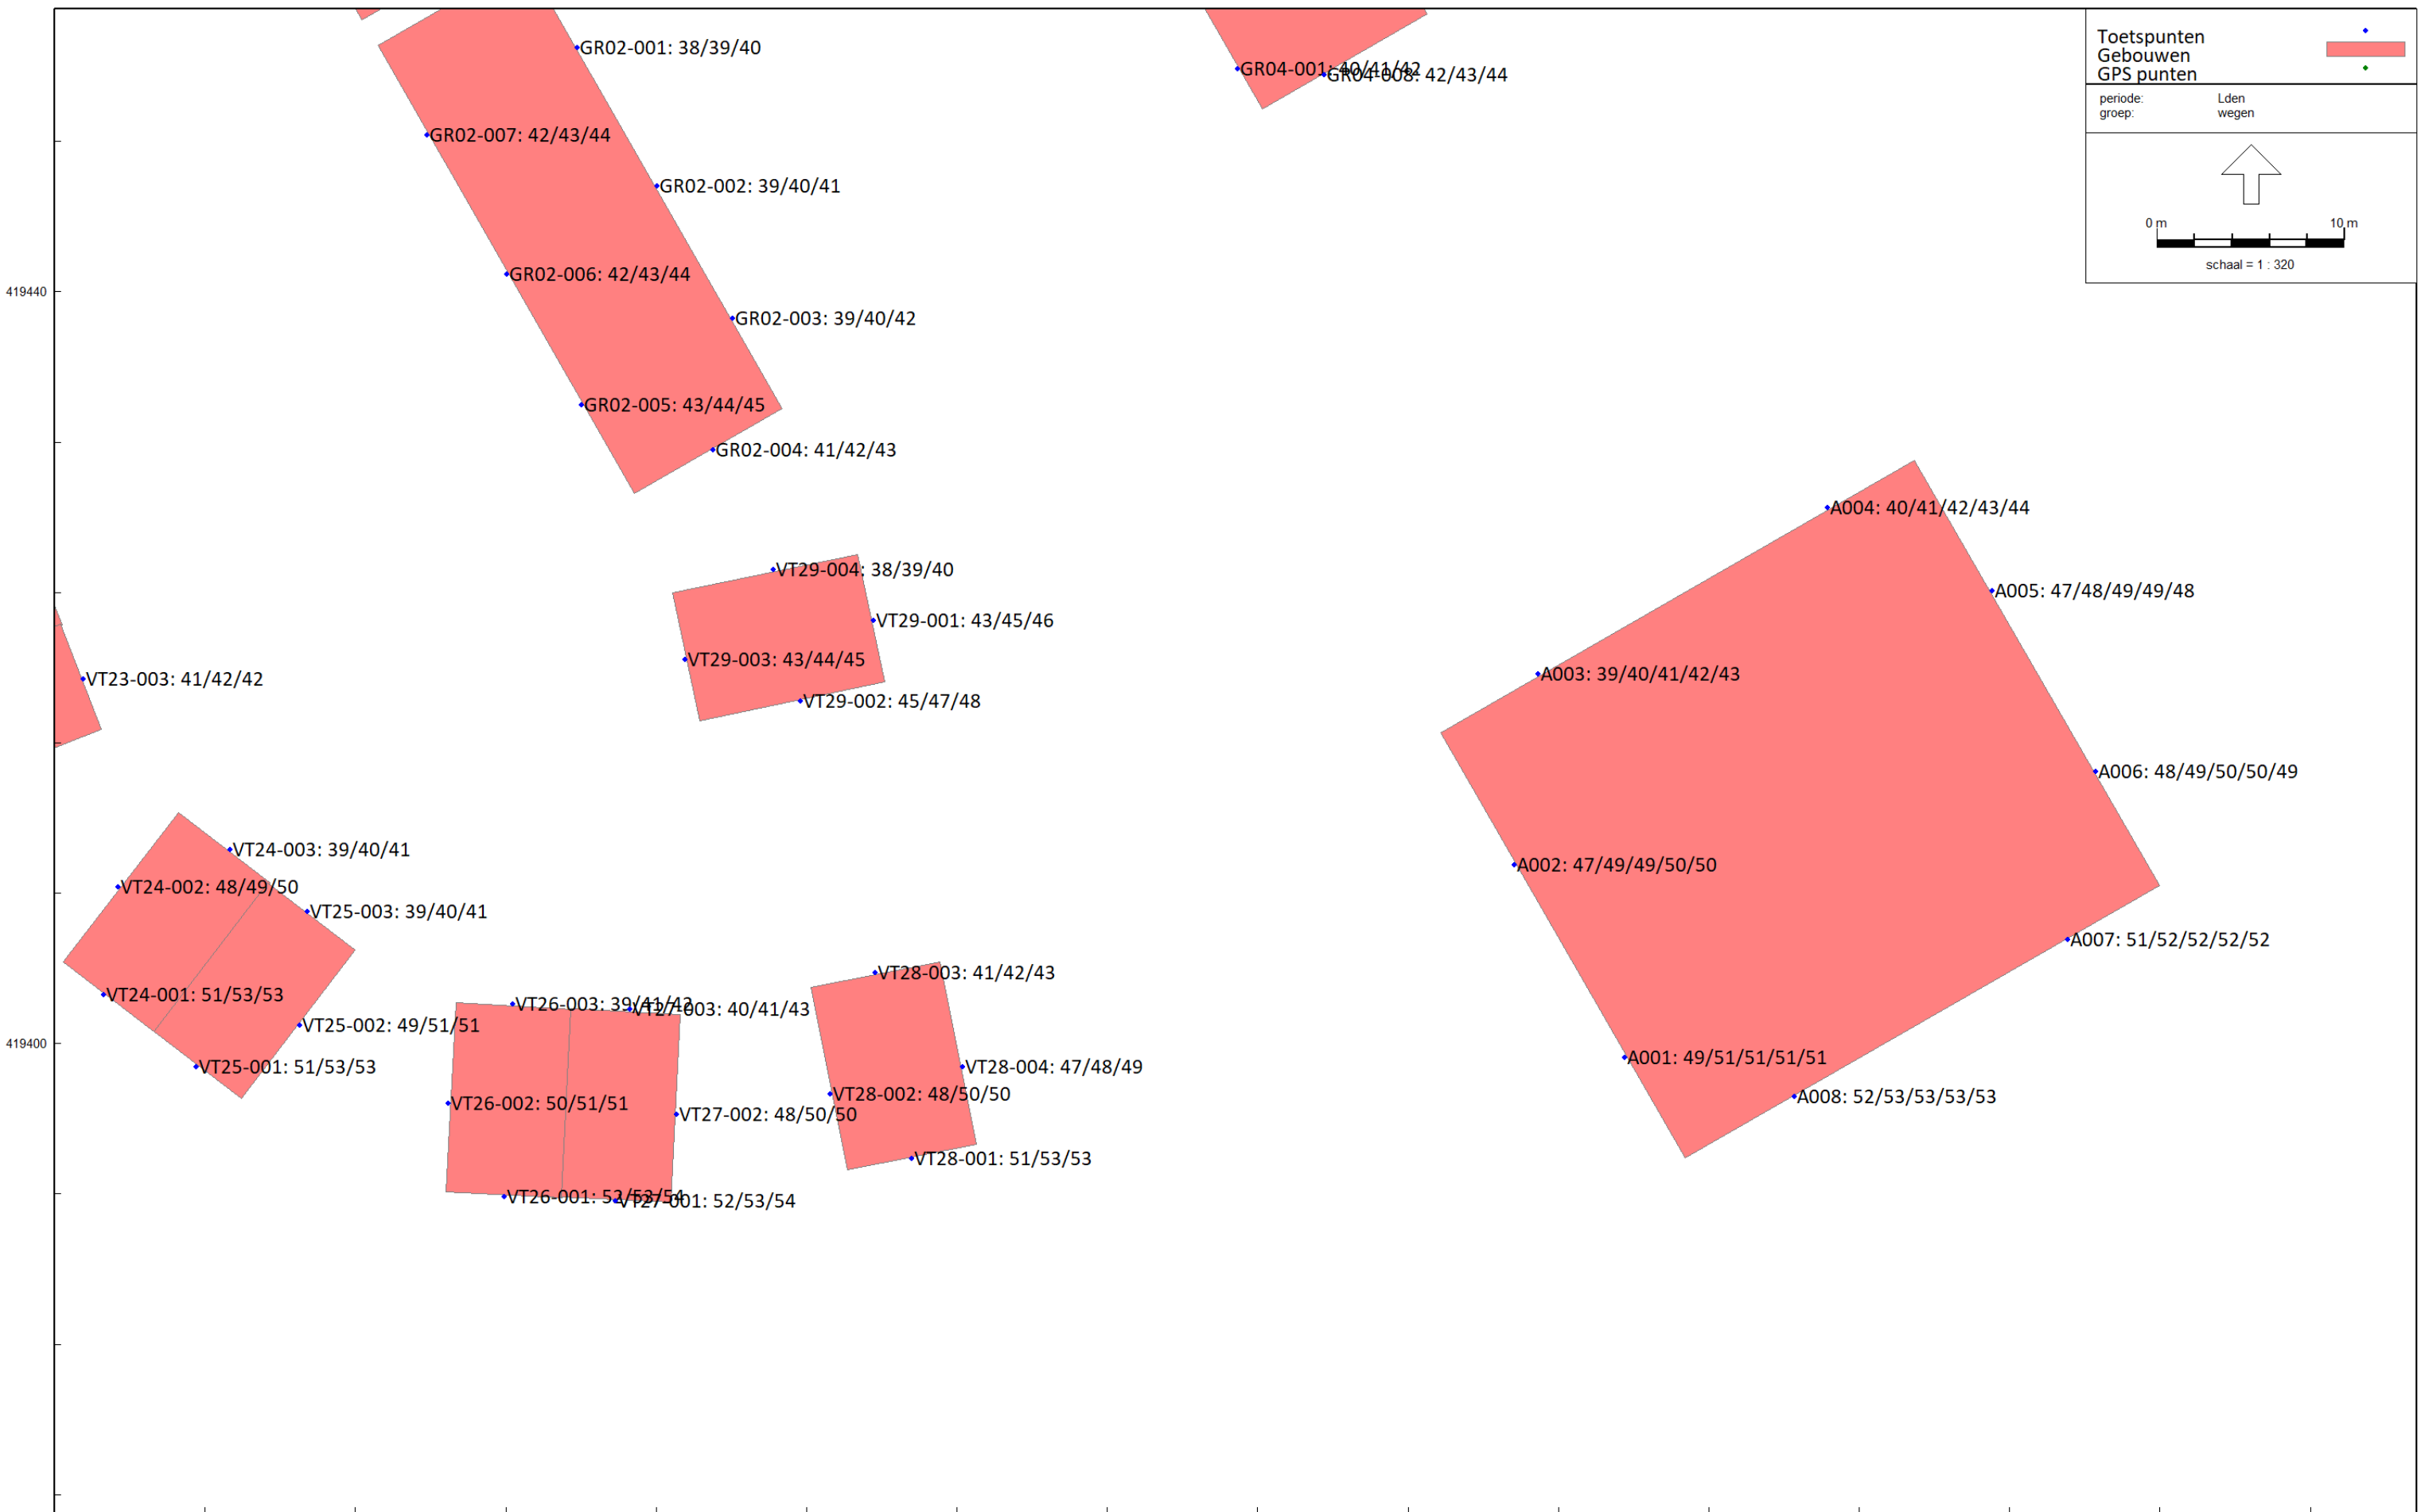 GR02-001: 38/39/40
GR04-001: 40/41/42
GR04-008: 42/43/44
Toetspunten
Gebouwen
GPS punten
periode: Lden
groep: wegen
0 m 10 m
schaal = 1 : 320
GR02-007: 42/43/44
GR02-002: 39/40/41
GR02-006: 42/43/44
419440
GR02-003: 39/40/42
GR02-005: 43/44/45
GR02-004: 41/42/43
A004: 40/41/42/43/44
VT29-004: 38/39/40
A005: 47/48/49/49/48
VT29-001: 43/45/46
VT29-003: 43/44/45
A003: 39/40/41/42/43
VT23-003: 41/42/42
VT29-002: 45/47/48
A006: 48/49/50/50/49
VT24-003: 39/40/41
A002: 47/49/49/50/50
VT24-002: 48/49/50
VT25-003: 39/40/41
A007: 51/52/52/52/52
VT28-003: 41/42/43
VT24-001: 51/53/53
VT26-003: 39/41/42
VT27-003: 40/41/43
VT25-002: 49/51/51
419400
A001: 49/51/51/51/51
VT25-001: 51/53/53
VT28-004: 47/48/49
VT28-002: 48/50/50
A008: 52/53/53/53/53
VT26-002: 50/51/51
VT27-002: 48/50/50
VT28-001: 51/53/53
VT26-001: 52/53/54
VT27-001: 52/53/54